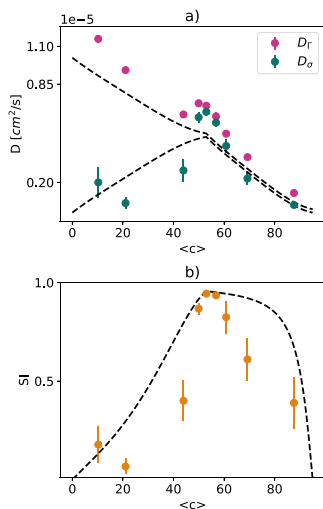 a)
1e-5
1.10
0.85
0.20
D [cm²/s]
D_Γ
D_σ
0 20 40 60 80
<c>
b)
1.0
0.5
SI
0 20 40 60 80
<c>